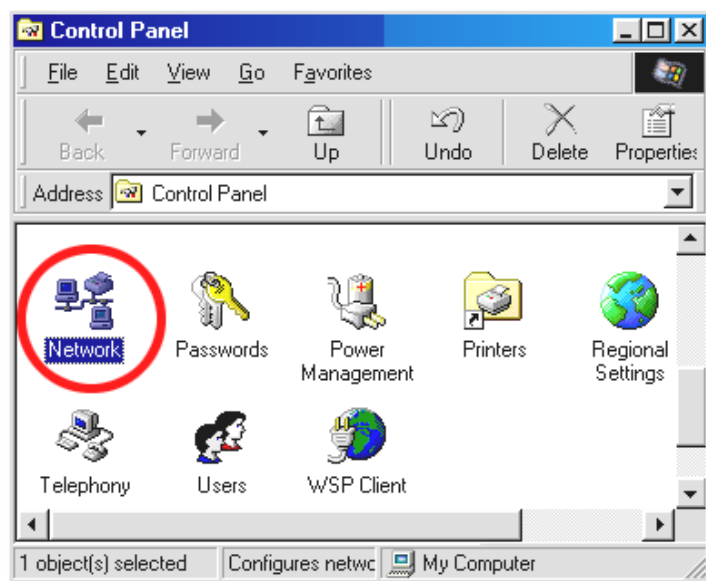 Control Panel
File Edit View Go Favorites
Back Forward Up Undo Delete Properties
Address Control Panel
Network Passwords Power Management Printers Regional Settings
Telephony Users WSP Client
1 object(s) selected Configures netwc My Computer